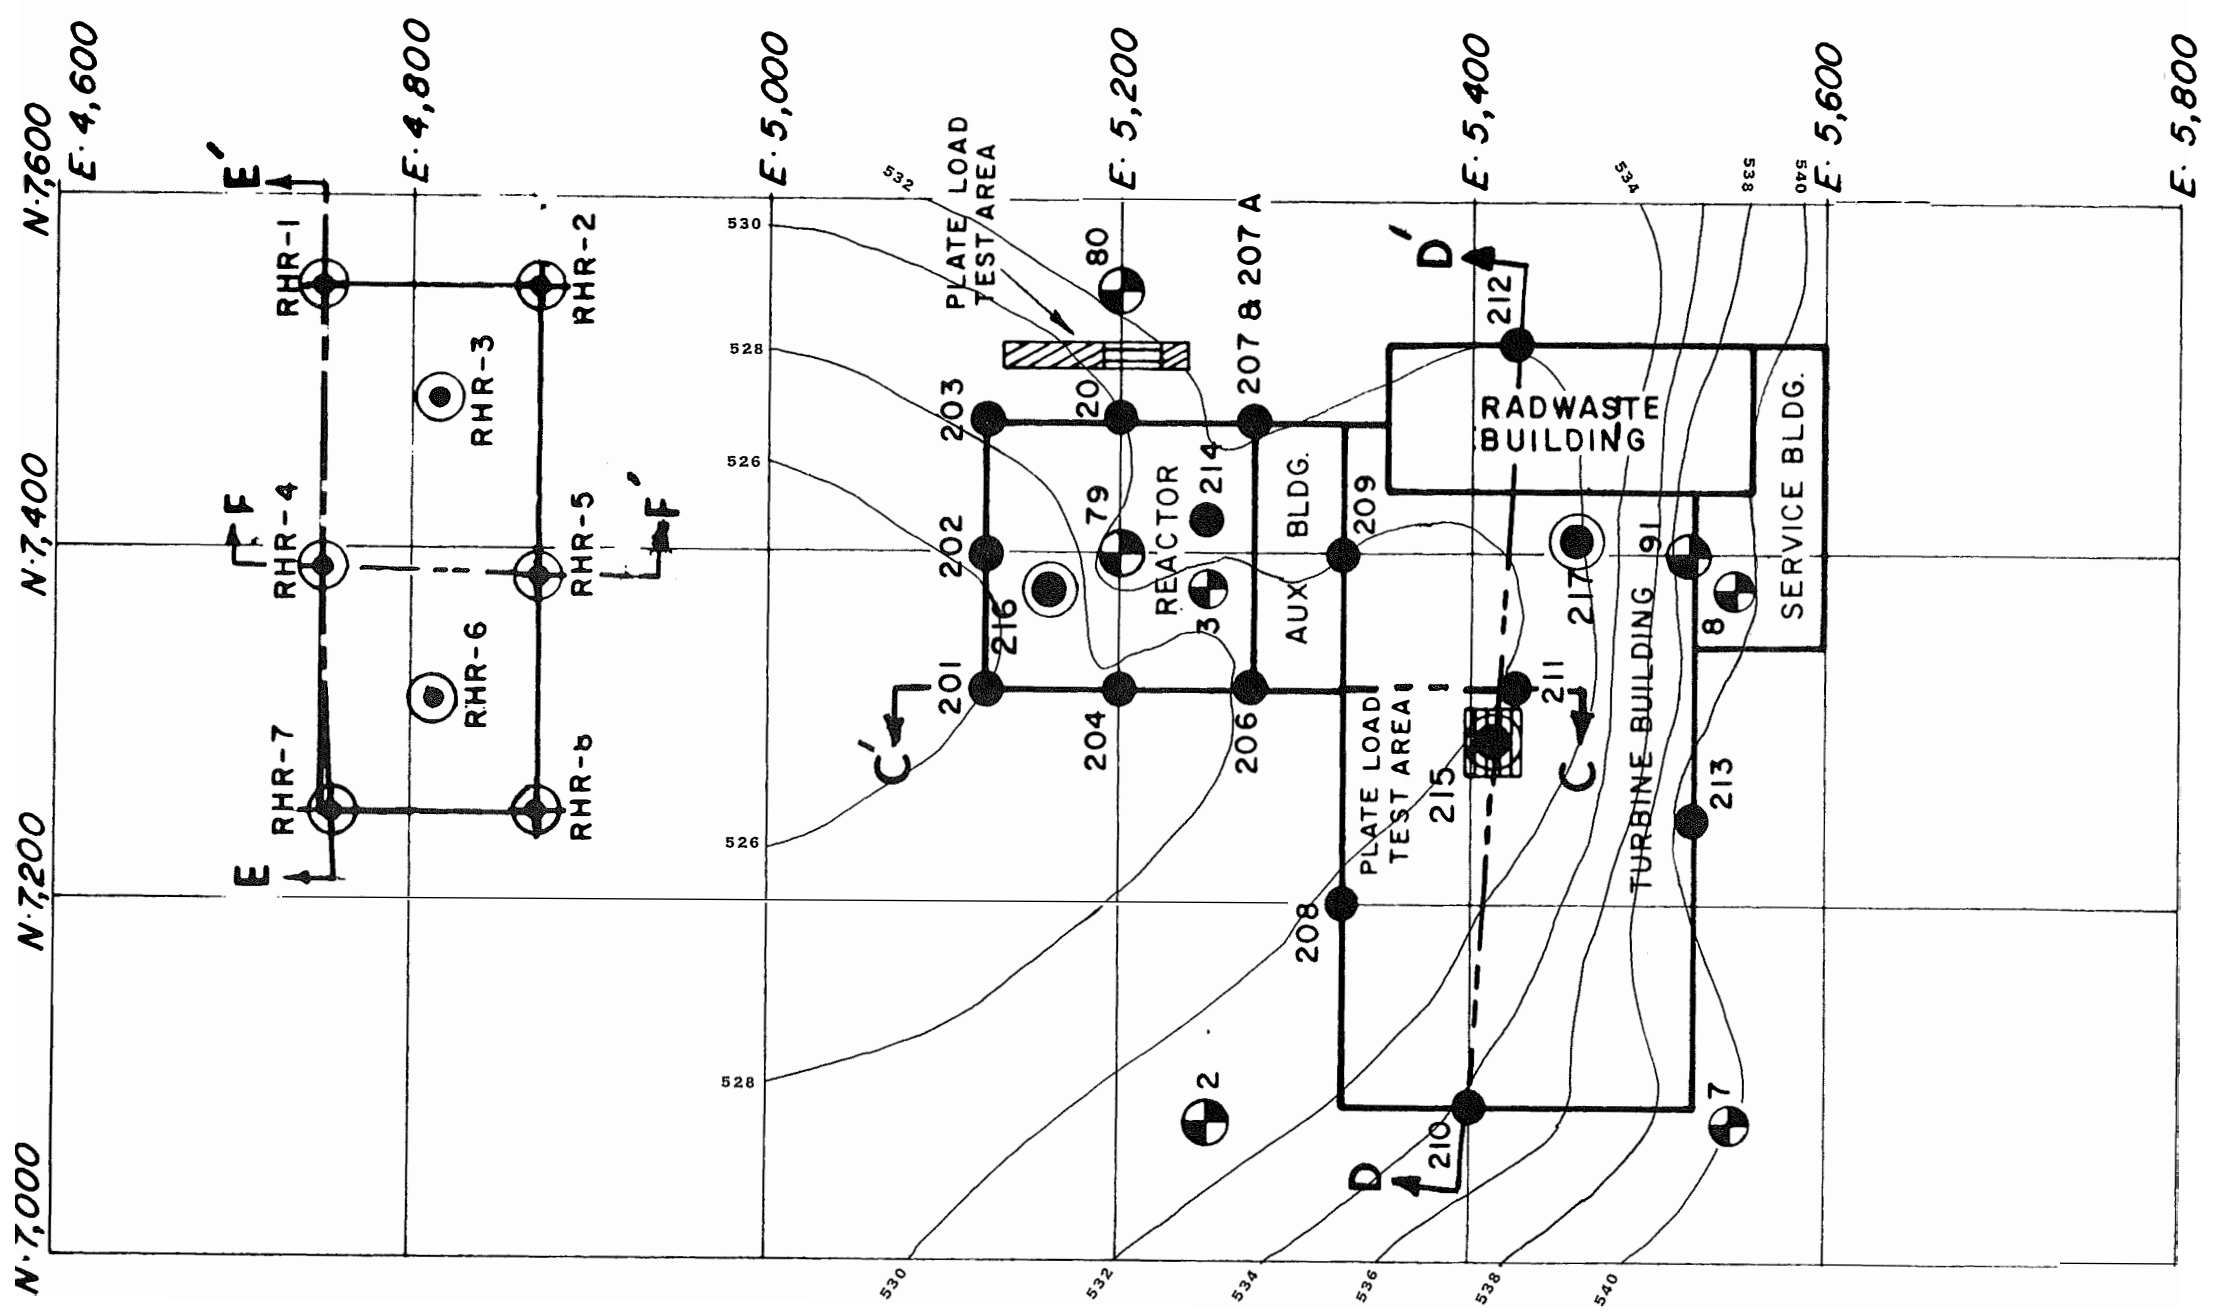 N·7,600
E·4,600
E·4,800
E·5,000
E·5,200
E·5,400
E·5,600
E·5,800
E'
532
534
538
540
PLATE LOAD
TEST AREA
530
RHR-1
RHR-2
80
207 & 207 A
D'
212
528
RHR-3
203
20
RADWASTE
BUILDING
526
N·7,400
F
RHR-4
RHR-5
F'
202
79
REACTOR
214
AUX BLDG.
209
SERVICE BLDG.
91
217
8
216
3
RHR-6
201
211
TURBINE BUILDING
C'
204
206
PLATE LOAD
TEST AREA
215
C
213
RHR-7
RHR-8
526
E
N·7,200
208
528
2
7
210
D
N·7,000
530
532
534
536
538
540